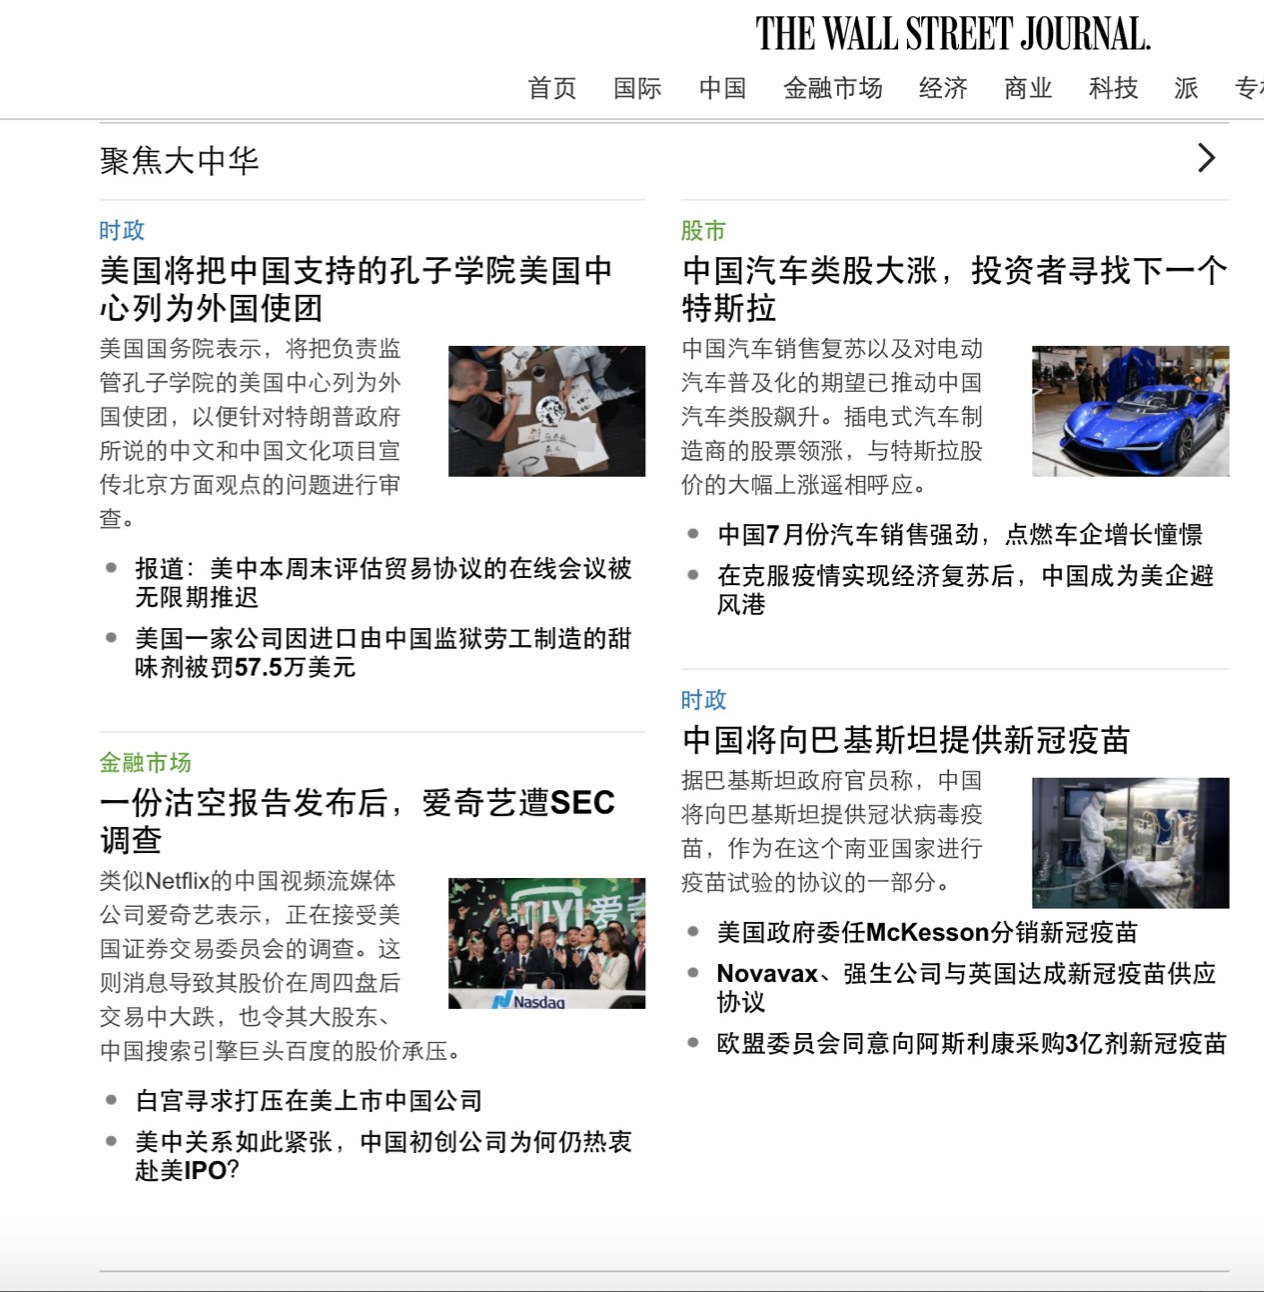 THE WALL STREET JOURNAL.
首页 国际 中国 金融市场 经济 商业 科技 派
聚焦大中华
时政
美国将把中国支持的孔子学院美国中
心列为外国使团
美国国务院表示，将把负责监
管孔子学院的美国中心列为外
国使团，以便针对特朗普政府
所说的中文和中国文化项目宣
传北京方面观点的问题进行审
查。
报道：美中本周末评估贸易协议的在线会议被
无限期推迟
美国一家公司因进口由中国监狱劳工制造的甜
味剂被罚57.5万美元
金融市场
一份沽空报告发布后，爱奇艺遭SEC
调查
类似Netflix的中国视频流媒体
公司爱奇艺表示，正在接受美
国证券交易委员会的调查。这
则消息导致其股价在周四盘后
交易中大跌，也令其大股东、
中国搜索引擎巨头百度的股价承压。
iQIYI 爱奇
Nasdaq
白宫寻求打压在美上市中国公司
美中关系如此紧张，中国初创公司为何仍热衷
赴美IPO？
股市
中国汽车类股大涨，投资者寻找下一个
特斯拉
中国汽车销售复苏以及对电动
汽车普及化的期望已推动中国
汽车类股飙升。插电式汽车制
造商的股票领涨，与特斯拉股
价的大幅上涨遥相呼应。
中国7月份汽车销售强劲，点燃车企增长憧憬
在克服疫情实现经济复苏后，中国成为美企避
风港
时政
中国将向巴基斯坦提供新冠疫苗
据巴基斯坦政府官员称，中国
将向巴基斯坦提供冠状病毒疫
苗，作为在这个南亚国家进行
疫苗试验的协议的一部分。
美国政府委任McKesson分销新冠疫苗
Novavax、强生公司与英国达成新冠疫苗供应
协议
欧盟委员会同意向阿斯利康采购3亿剂新冠疫苗